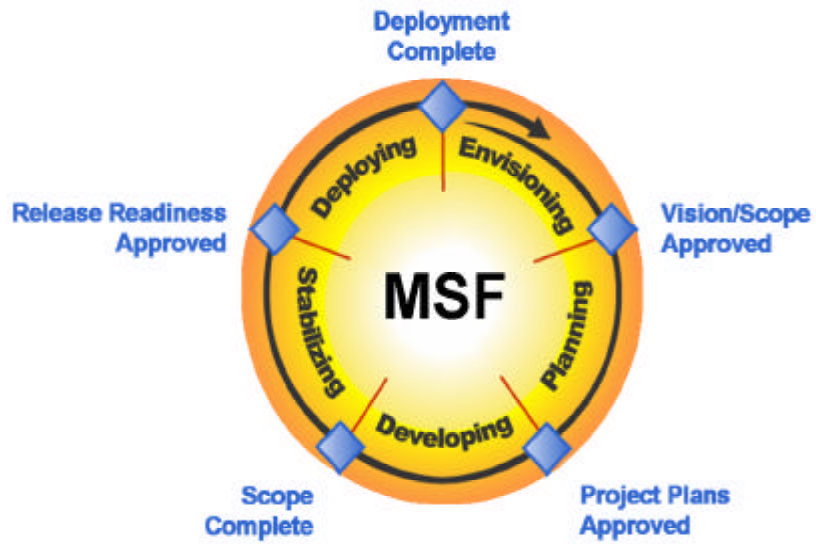 Deployment
Complete
Deploying
Envisioning
Release Readiness
Approved
Vision/Scope
Approved
MSF
Stabilizing
Planning
Developing
Scope
Complete
Project Plans
Approved